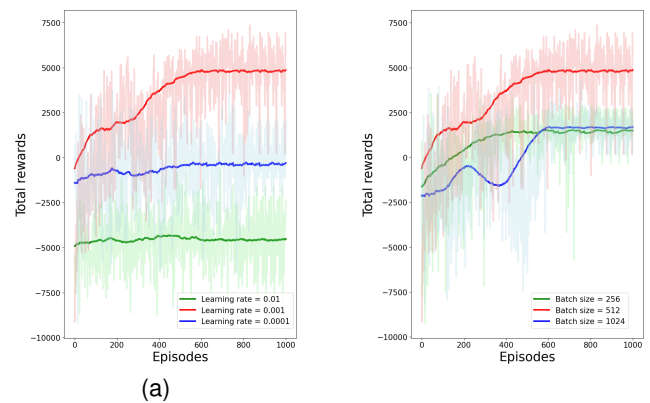 7500
5000
2500
0
−2500
−5000
−7500
−10000
Total rewards
0
200
400
600
800
1000
Episodes
Learning rate = 0.01
Learning rate = 0.001
Learning rate = 0.0001
(a)
7500
5000
2500
0
−2500
−5000
−7500
−10000
Total rewards
0
200
400
600
800
1000
Episodes
Batch size = 256
Batch size = 512
Batch size = 1024